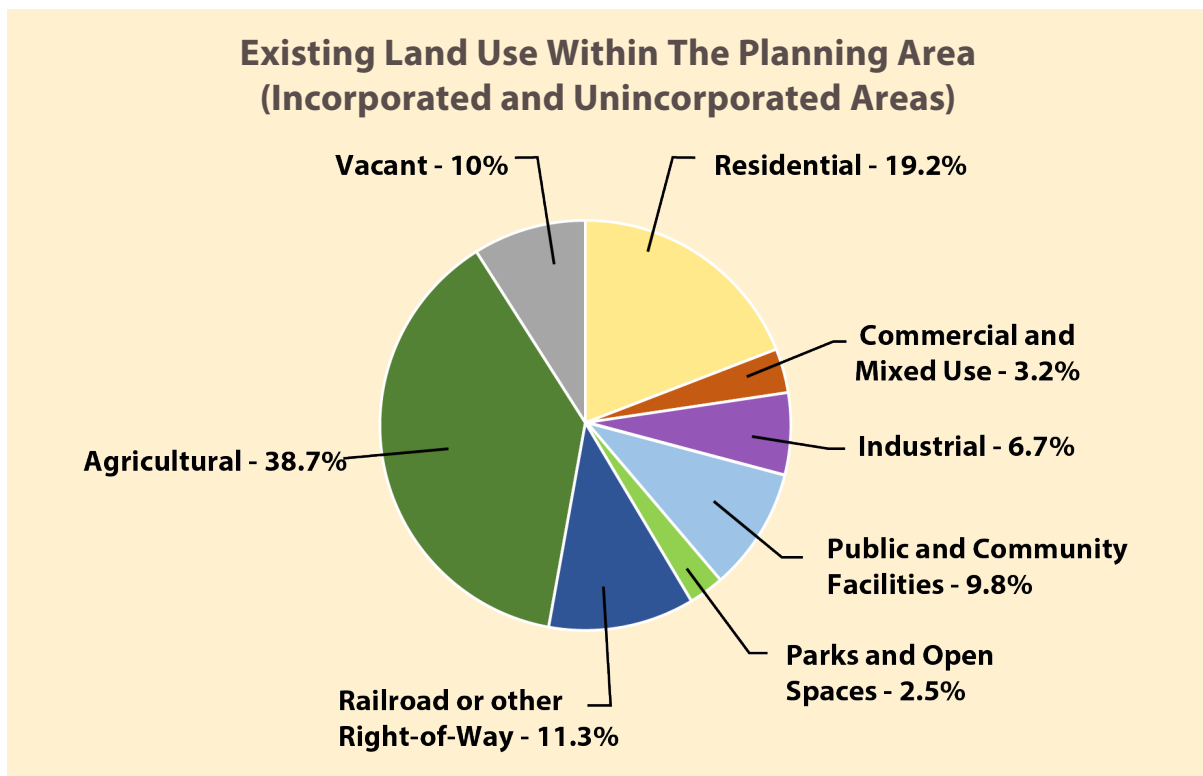 Existing Land Use Within The Planning Area
(Incorporated and Unincorporated Areas)
Vacant - 10%
Residential - 19.2%
Commercial and
Mixed Use - 3.2%
Industrial - 6.7%
Agricultural - 38.7%
Public and Community
Facilities - 9.8%
Parks and Open
Spaces - 2.5%
Railroad or other
Right-of-Way - 11.3%